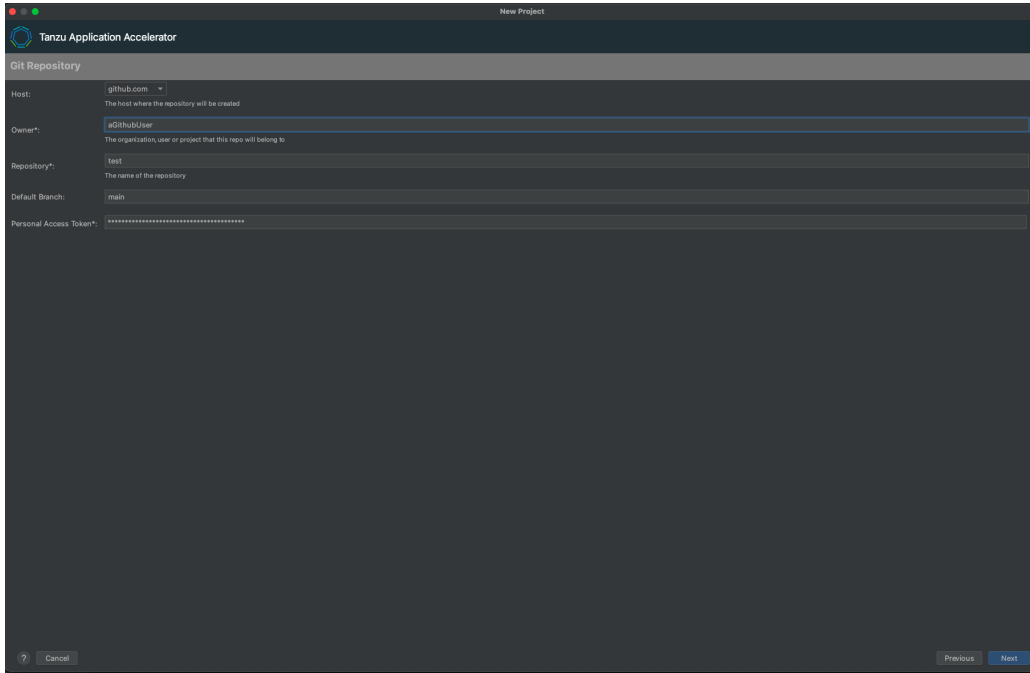 New Project
Tanzu Application Accelerator
Git Repository
Host: github.com
The host where the repository will be created
Owner*: aGithubUser
The organization, user or project that this repo will belong to
Repository*: test
The name of the repository
Default Branch: main
Personal Access Token*: ****************************************
? Cancel Previous Next